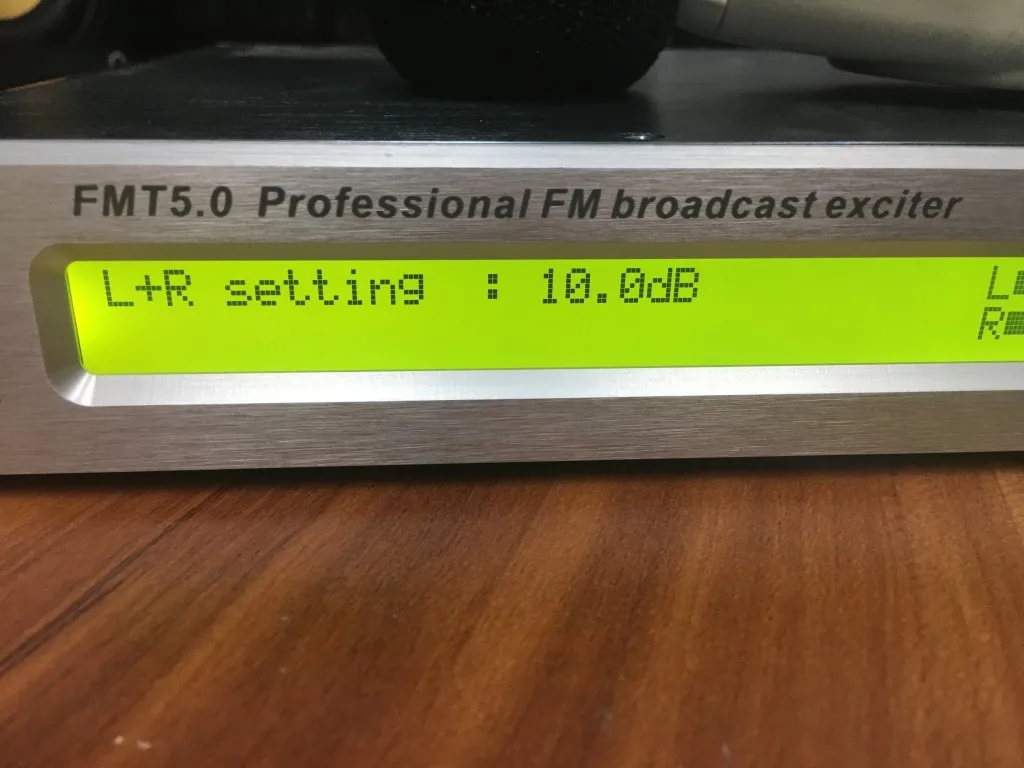 FMT5.0 Professional FM broadcast exciter
L+R setting : 10.0dB
L
R